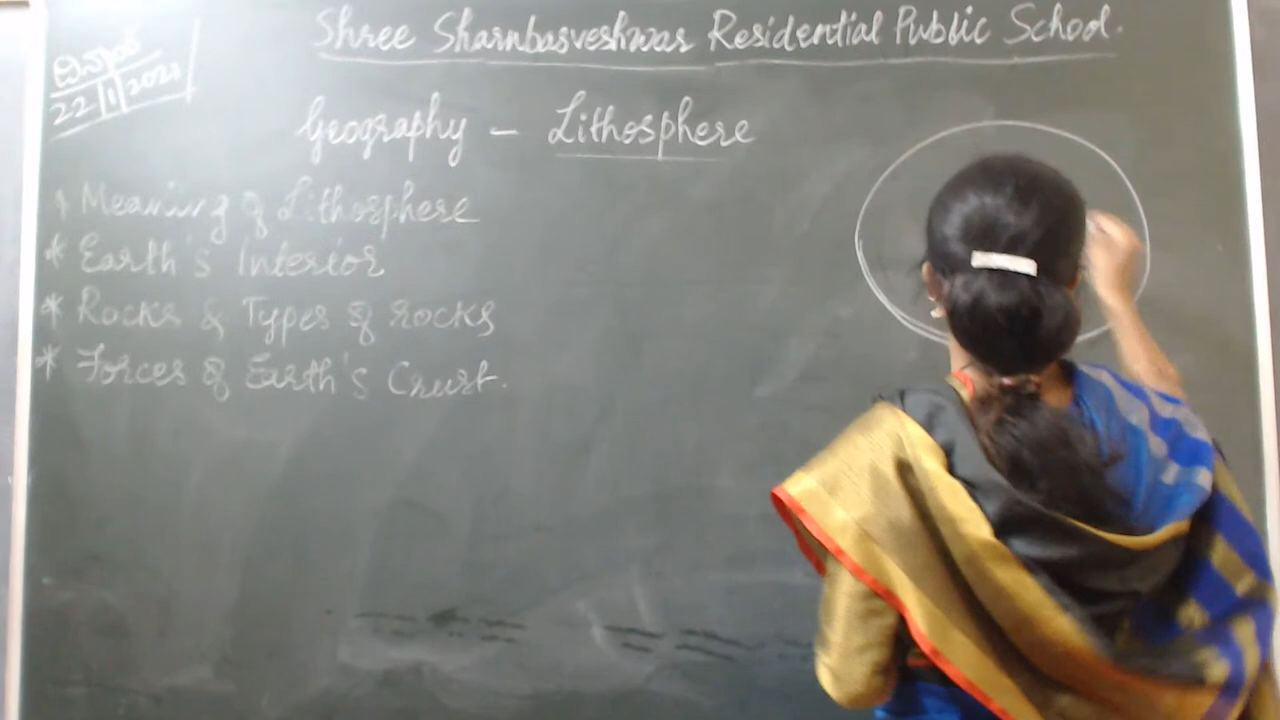 Shree Sharnbasveshwar Residential Public School.
ದಿನಾಂಕ
22/1/2021
Geography – Lithosphere
* Meaning of Lithosphere
* Earth's Interior
* Rocks & Types of rocks
* Forces of Earth's Crust.